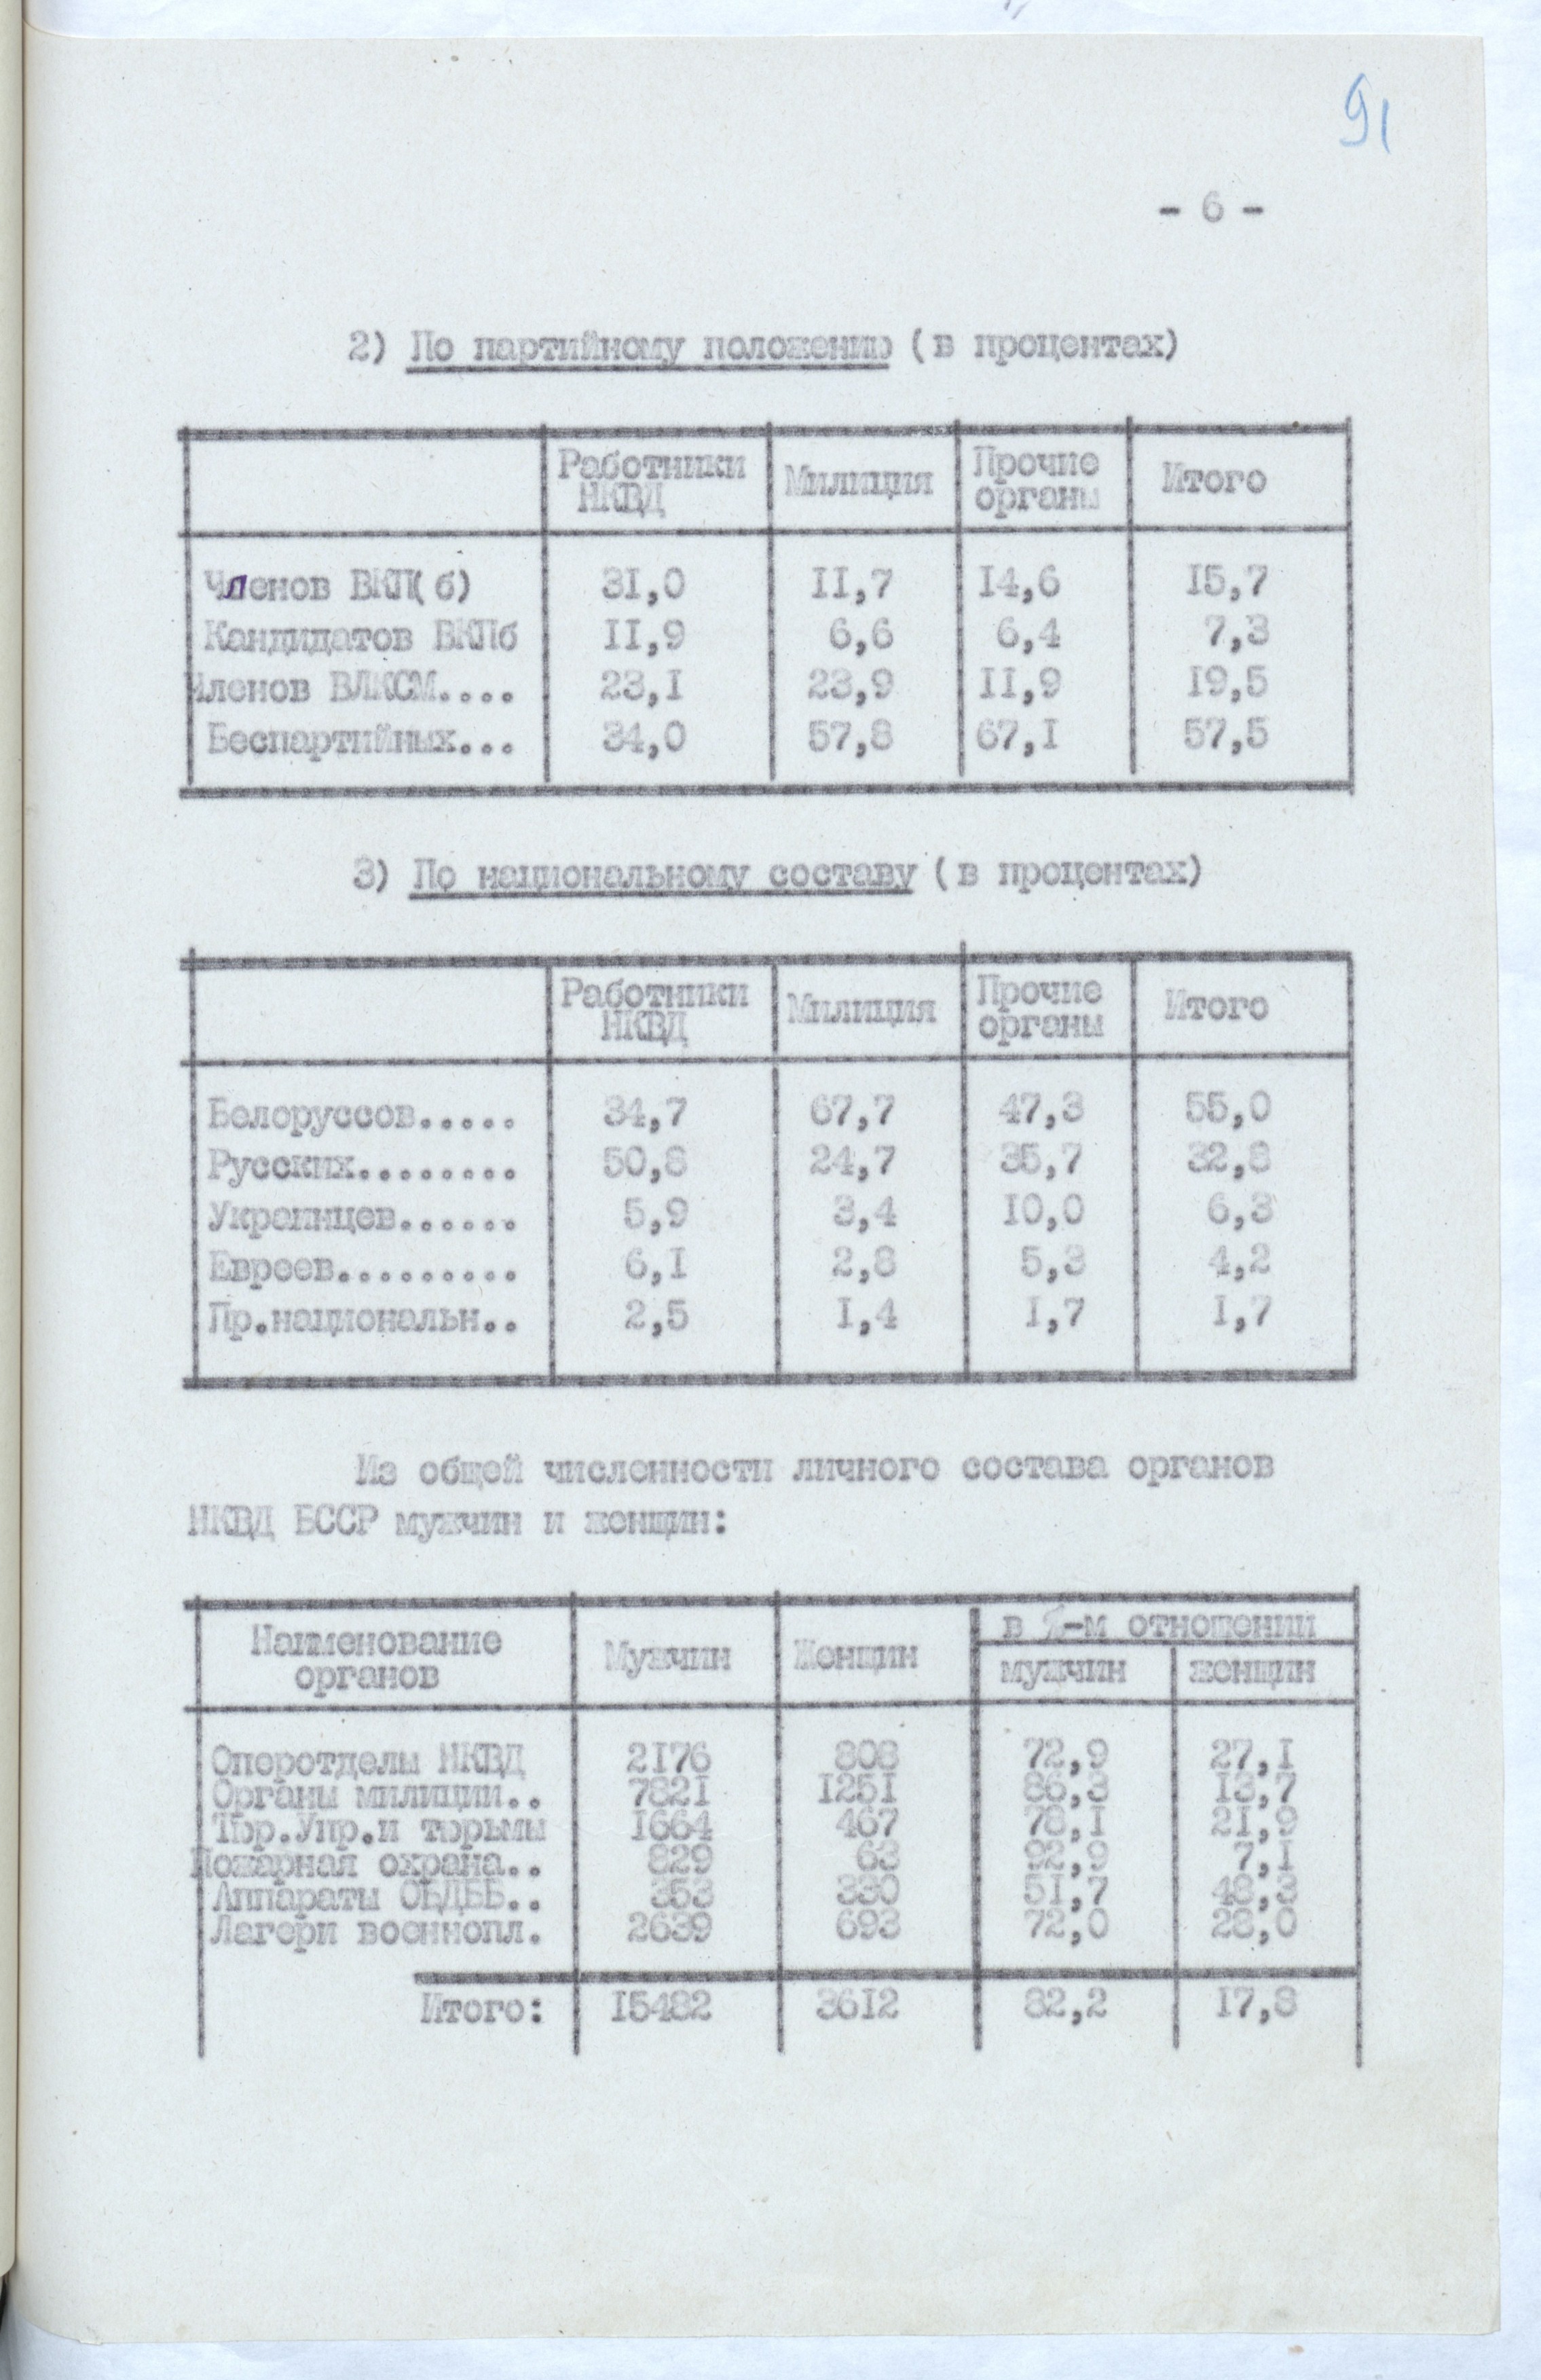 91
- 6 -
2) По партийному положению (в процентах)
Работники НКВД Милиция Прочие органы Итого
Членов ВКП(б) 31,0 11,7 14,6 15,7
Кандидатов ВКПб 11,9 6,6 6,4 7,3
Членов ВЛКСМ.... 23,1 23,9 11,9 19,5
Беспартийных... 34,0 57,8 67,1 57,5
3) По национальному составу (в процентах)
Работники НКВД Милиция Прочие органы Итого
Белоруссов..... 34,7 67,7 47,3 55,0
Русских........ 50,8 24,7 35,7 32,8
Украинцев...... 5,9 3,4 10,0 6,3
Евреев......... 6,1 2,8 5,3 4,2
Пр.национальн.. 2,5 1,4 1,7 1,7
Из общей численности личного состава органов
НКВД БССР мужчин и женщин:
Наименование органов Мужчин Женщин в %-м отношении
мужчин женщин
Оперотделы НКВД 2176 808 72,9 27,1
Органы милиции.. 7821 1251 86,3 13,7
Тюр.Упр.и тюрьмы 1664 467 78,1 21,9
Пожарная охрана.. 829 63 92,9 7,1
Аппараты ОБДББ.. 353 330 51,7 48,3
Лагери военнопл. 2639 693 72,0 28,0
Итого: 15482 3612 82,2 17,8